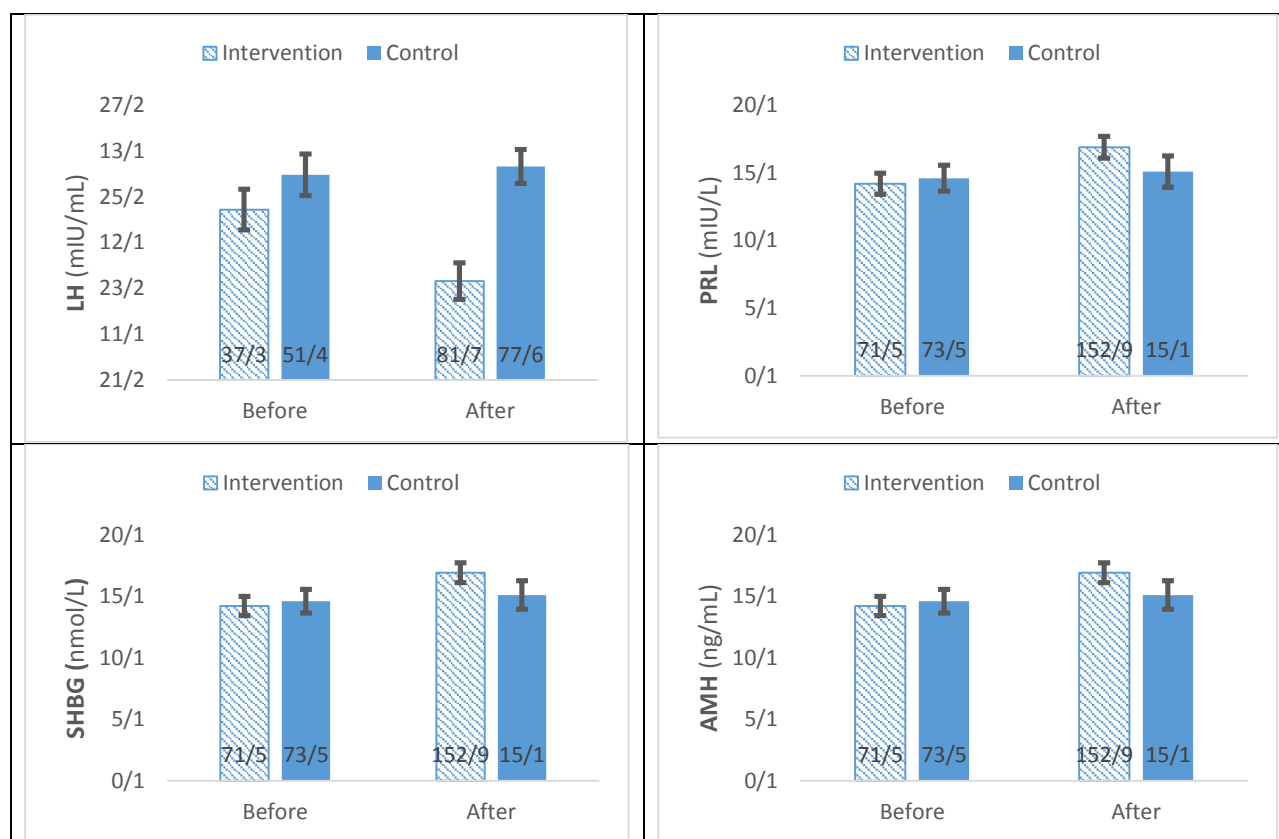 Intervention Control
27/2
13/1
25/2
12/1
23/2
11/1
21/2
LH (mIU/mL)
37/3 51/4 81/7 77/6
Before After
Intervention Control
20/1
15/1
10/1
5/1
0/1
PRL (mIU/L)
71/5 73/5 152/9 15/1
Before After
Intervention Control
20/1
15/1
10/1
5/1
0/1
SHBG (nmol/L)
71/5 73/5 152/9 15/1
Before After
Intervention Control
20/1
15/1
10/1
5/1
0/1
AMH (ng/mL)
71/5 73/5 152/9 15/1
Before After